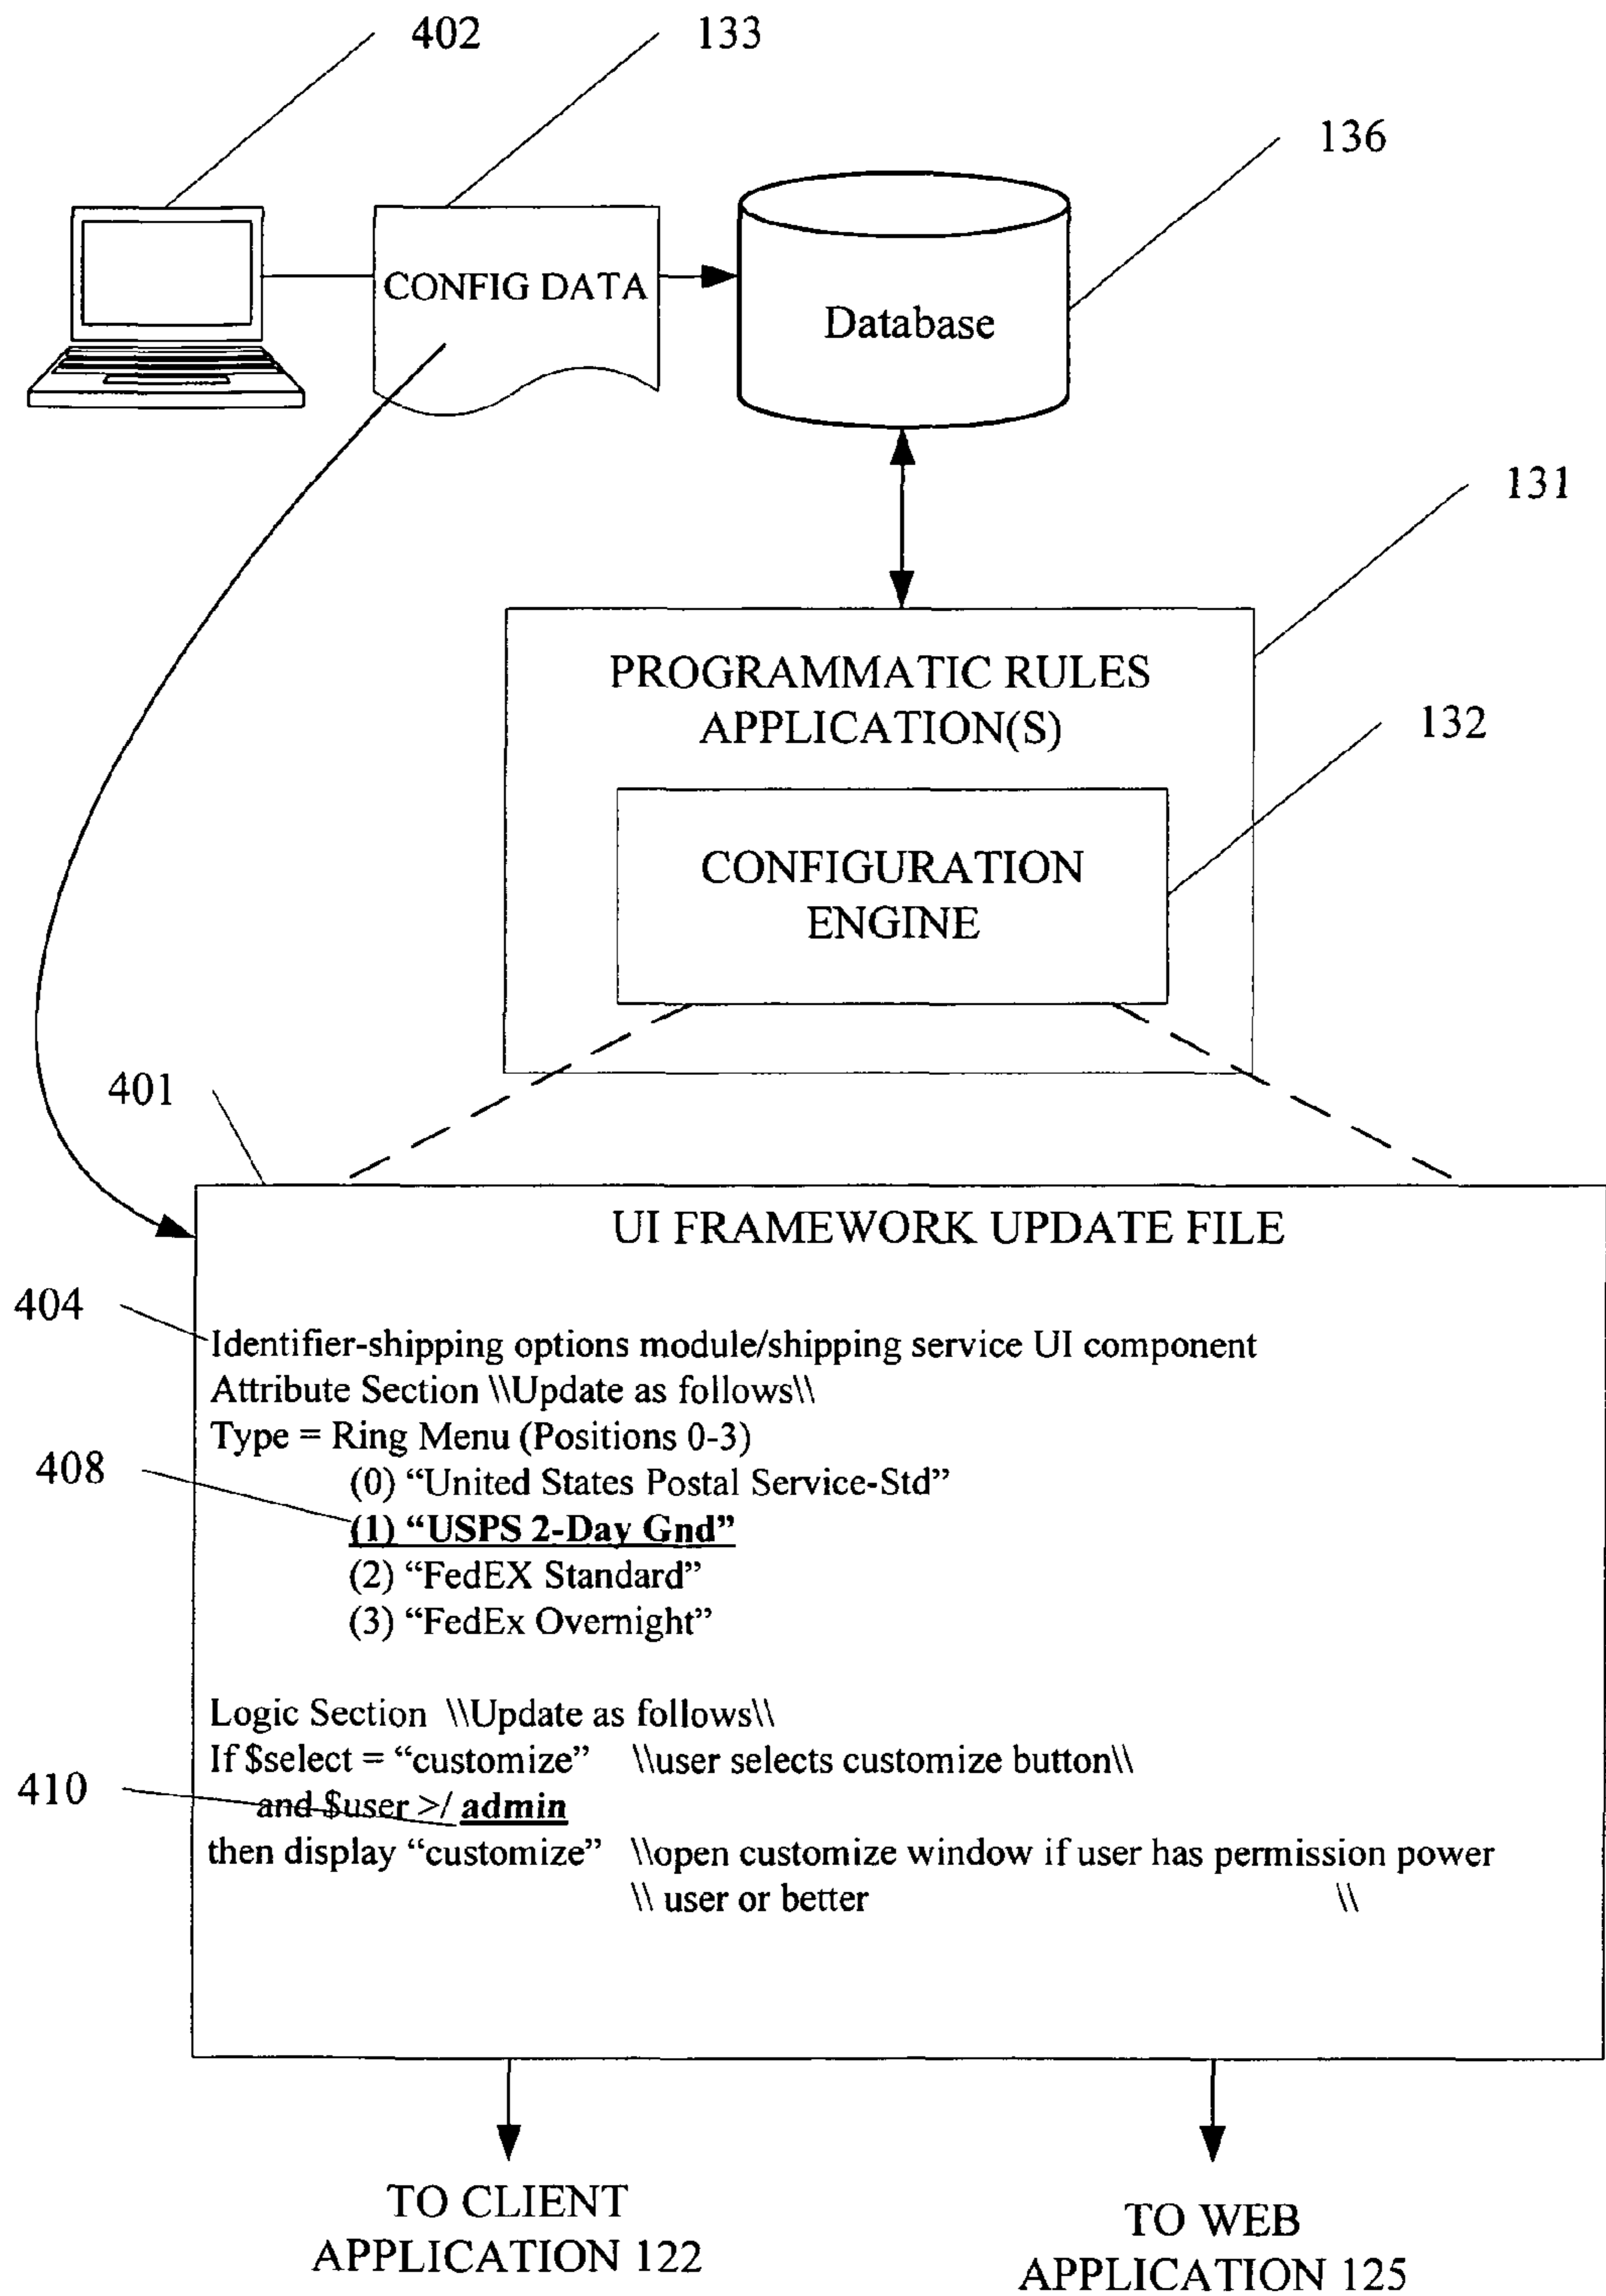 402
133
136
CONFIG DATA
Database
131
PROGRAMMATIC RULES
APPLICATION(S)
132
CONFIGURATION
ENGINE
401
UI FRAMEWORK UPDATE FILE
404
Identifier-shipping options module/shipping service UI component
Attribute Section \\Update as follows\\
Type = Ring Menu (Positions 0-3)
408
(0) “United States Postal Service-Std”
(1) “USPS 2-Day Gnd”
(2) “FedEX Standard”
(3) “FedEx Overnight”
Logic Section \\Update as follows\\
If $select = “customize” \\user selects customize button\\
410
and $user >/ admin
then display “customize” \\open customize window if user has permission power
\\ user or better \\
TO CLIENT
APPLICATION 122
TO WEB
APPLICATION 125